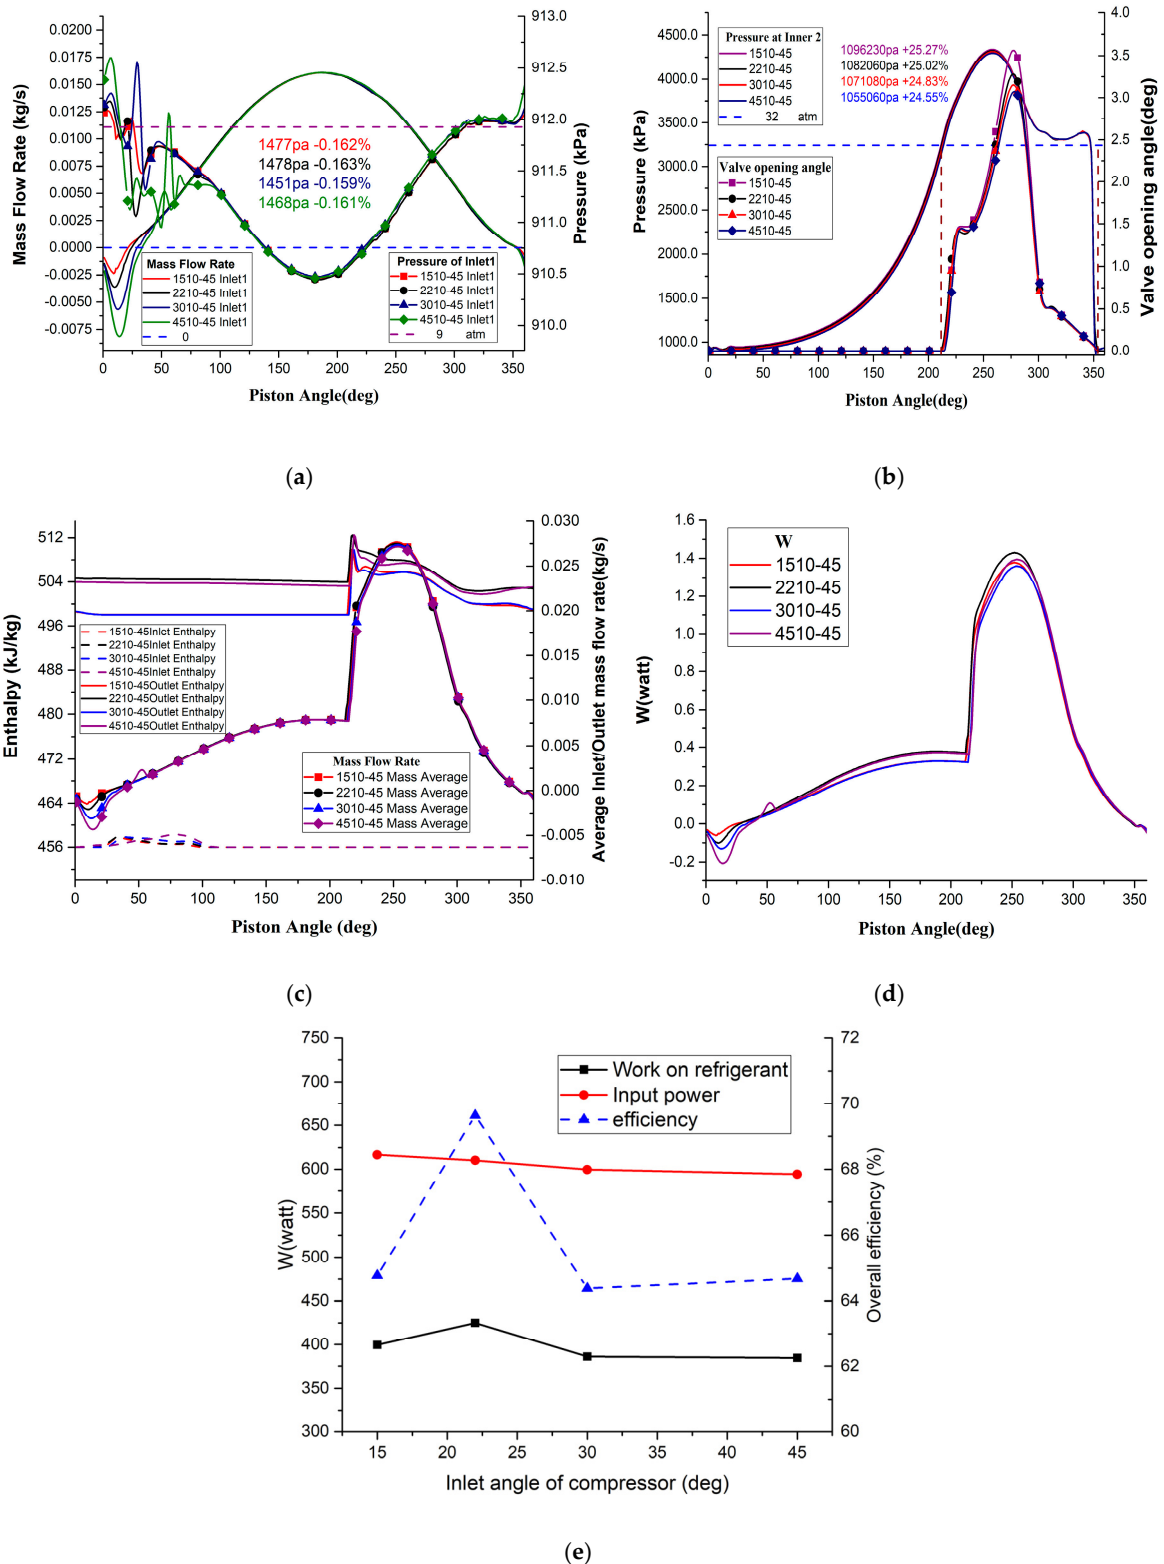 0.0200
0.0175
0.0150
0.0125
0.0100
0.0075
0.0050
0.0025
0.0000
-0.0025
-0.0050
-0.0075
Mass Flow Rate (kg/s)
913.0
912.5
912.0
911.5
911.0
910.5
910.0
Pressure (kPa)
1477pa -0.162%
1478pa -0.163%
1451pa -0.159%
1468pa -0.161%
Mass Flow Rate
1510-45 Inlet1
2210-45 Inlet1
3010-45 Inlet1
4510-45 Inlet1
0
Pressure of Inlet1
1510-45 Inlet1
2210-45 Inlet1
3010-45 Inlet1
4510-45 Inlet1
9 atm
0 50 100 150 200 250 300 350
Piston Angle(deg)
(a)
4500.0
4000.0
3500.0
3000.0
2500.0
2000.0
1500.0
1000.0
Pressure (kPa)
4.0
3.5
3.0
2.5
2.0
1.5
1.0
0.5
0.0
Valve opening angle(deg)
Pressure at Inner 2
1510-45
2210-45
3010-45
4510-45
32 atm
1096230pa +25.27%
1082060pa +25.02%
1071080pa +24.83%
1055060pa +24.55%
Valve opening angle
1510-45
2210-45
3010-45
4510-45
0 50 100 150 200 250 300 350
Piston Angle(deg)
(b)
512
504
496
488
480
472
464
456
Enthalpy (kJ/kg)
0.030
0.025
0.020
0.015
0.010
0.005
0.000
-0.005
-0.010
Average Inlet/Outlet mass flow rate(kg/s)
1510-45Inlet Enthalpy
2210-45Inlet Enthalpy
3010-45Inlet Enthalpy
4510-45Inlet Enthalpy
1510-45Outlet Enthalpy
2210-45Outlet Enthalpy
3010-45Outlet Enthalpy
4510-45Outlet Enthalpy
Mass Flow Rate
1510-45 Mass Average
2210-45 Mass Average
3010-45 Mass Average
4510-45 Mass Average
0 50 100 150 200 250 300 350
Piston Angle (deg)
(c)
1.6
1.4
1.2
1.0
0.8
0.6
0.4
0.2
0.0
-0.2
W(watt)
W
1510-45
2210-45
3010-45
4510-45
0 50 100 150 200 250 300 350
Piston Angle(deg)
(d)
750
700
650
600
550
500
450
400
350
300
W(watt)
72
70
68
66
64
62
60
Overall efficiency (%)
Work on refrigerant
Input power
efficiency
15 20 25 30 35 40 45
Inlet angle of compressor (deg)
(e)